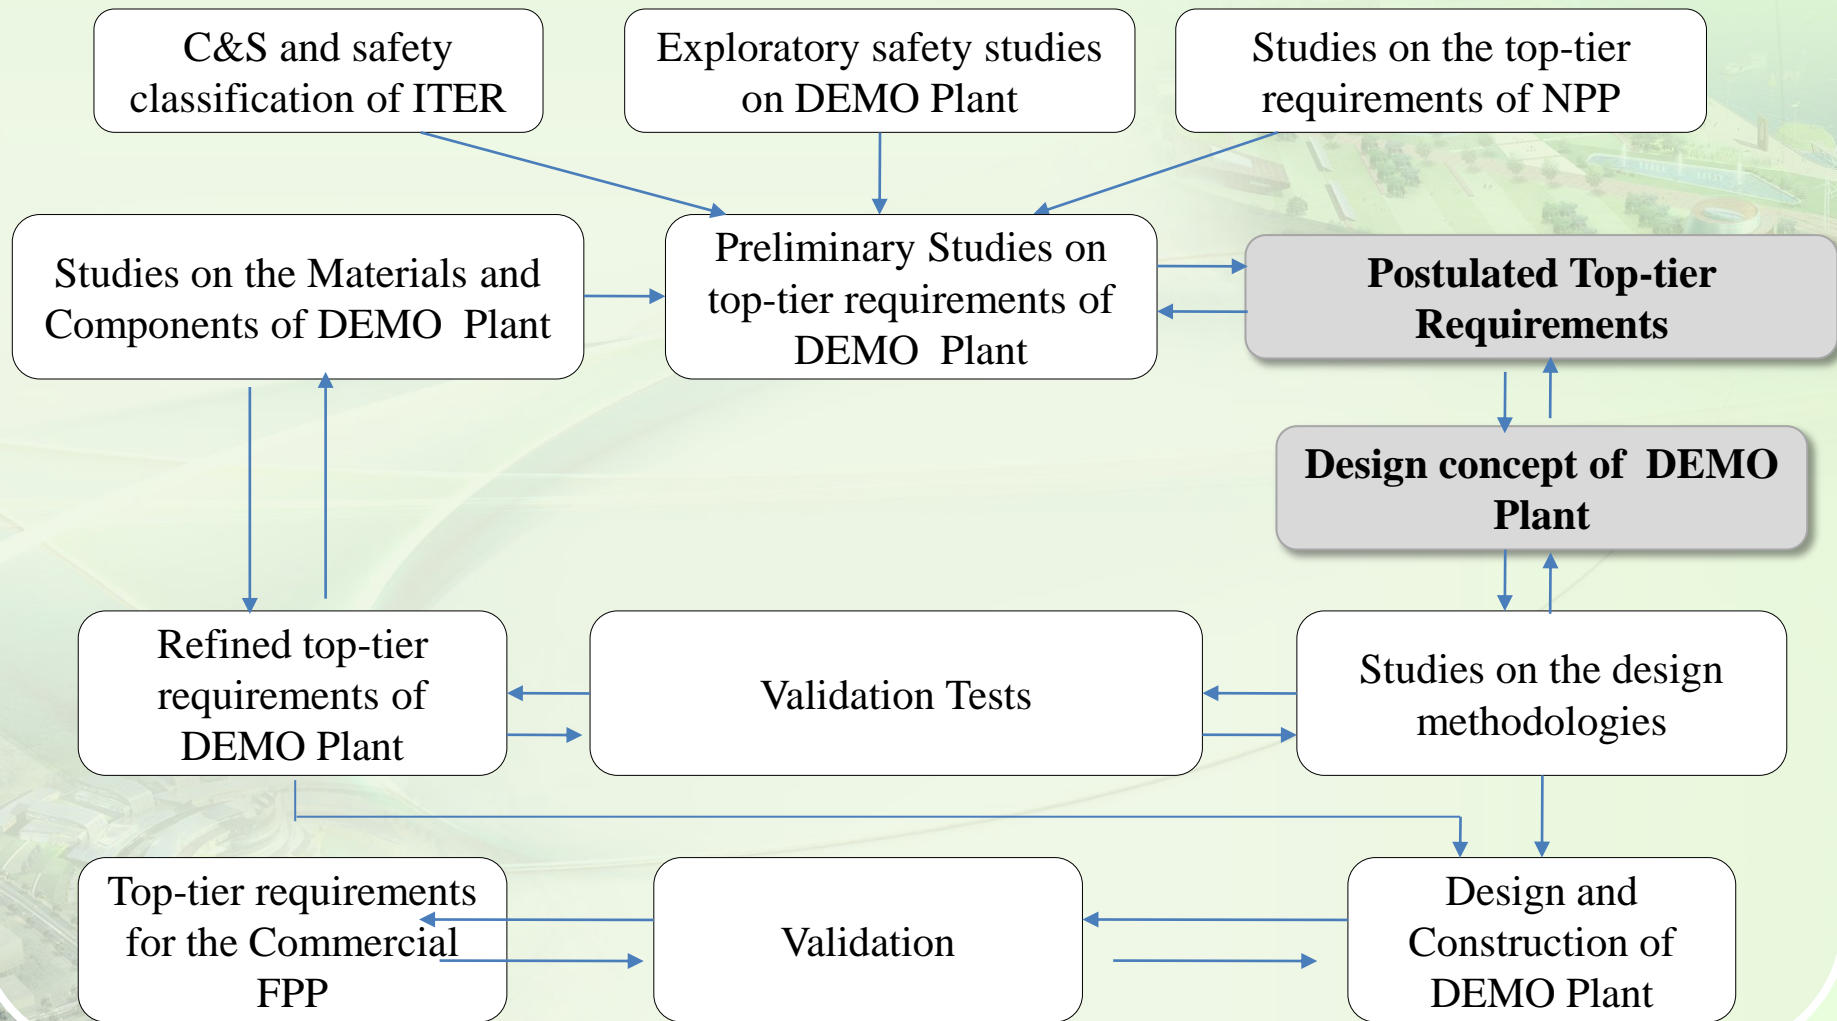 C&S and safety
classification of ITER
Exploratory safety studies
on DEMO Plant
Studies on the top-tier
requirements of NPP
Studies on the Materials and
Components of DEMO Plant
Preliminary Studies on
top-tier requirements of
DEMO Plant
Postulated Top-tier
Requirements
Design concept of DEMO
Plant
Refined top-tier
requirements of
DEMO Plant
Validation Tests
Studies on the design
methodologies
Top-tier requirements
for the Commercial
FPP
Validation
Design and
Construction of
DEMO Plant